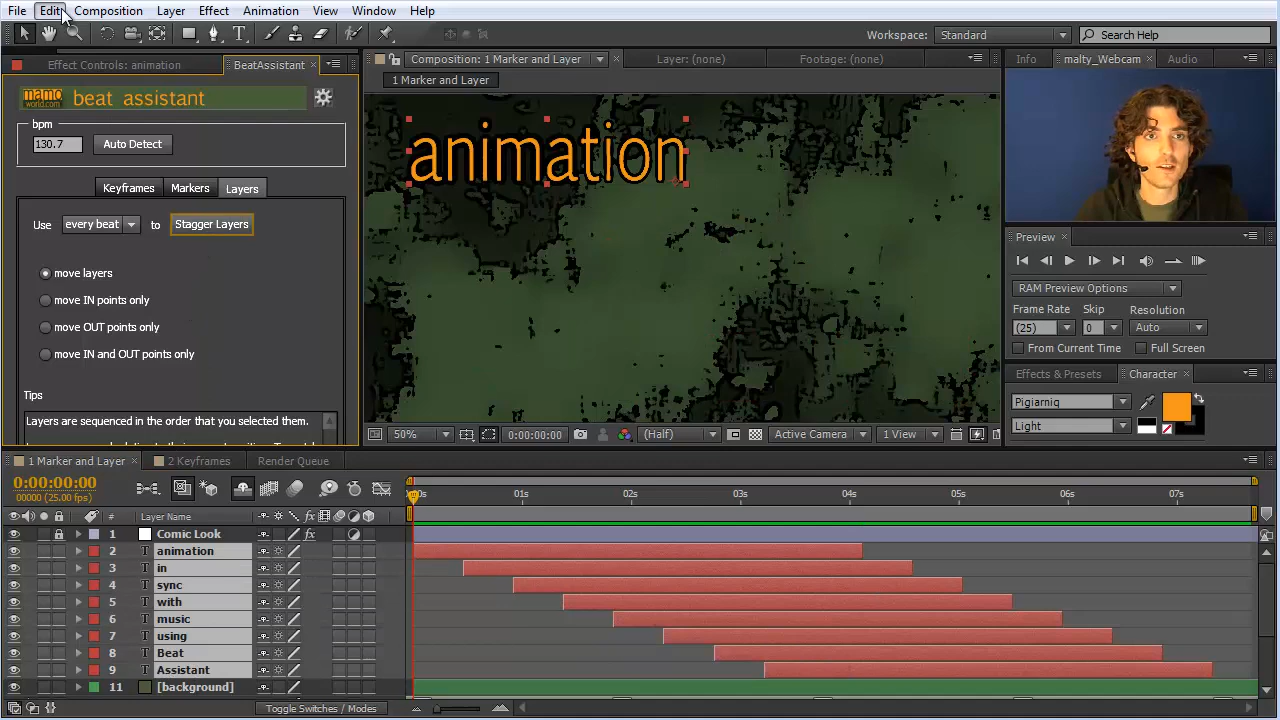 File Edit Composition Layer Effect Animation View Window Help
Workspace: Standard Search Help
Effect Controls: animation BeatAssistant
Composition: 1 Marker and Layer Layer: (none) Footage: (none)
Info malty_Webcam Audio
1 Marker and Layer
mamo world.com beat assistant
bpm
130.7 Auto Detect
Keyframes Markers Layers
Use every beat to Stagger Layers
move layers
move IN points only
move OUT points only
move IN and OUT points only
Tips
Layers are sequenced in the order that you selected them.
animation
Preview
RAM Preview Options
Frame Rate Skip Resolution
(25) 0 Auto
From Current Time Full Screen
Effects & Presets Character
Pigiarniq
Light
50% 0:00:00:00 (Half) Active Camera 1 View
1 Marker and Layer 2 Keyframes Render Queue
0:00:00:00
00000 (25.00 fps)
01s 02s 03s 04s 05s 06s 07s
# Layer Name fx
1 Comic Look fx
2 T animation
3 T in
4 T sync
5 T with
6 T music
7 T using
8 T Beat
9 T Assistant
11 [background]
Toggle Switches / Modes